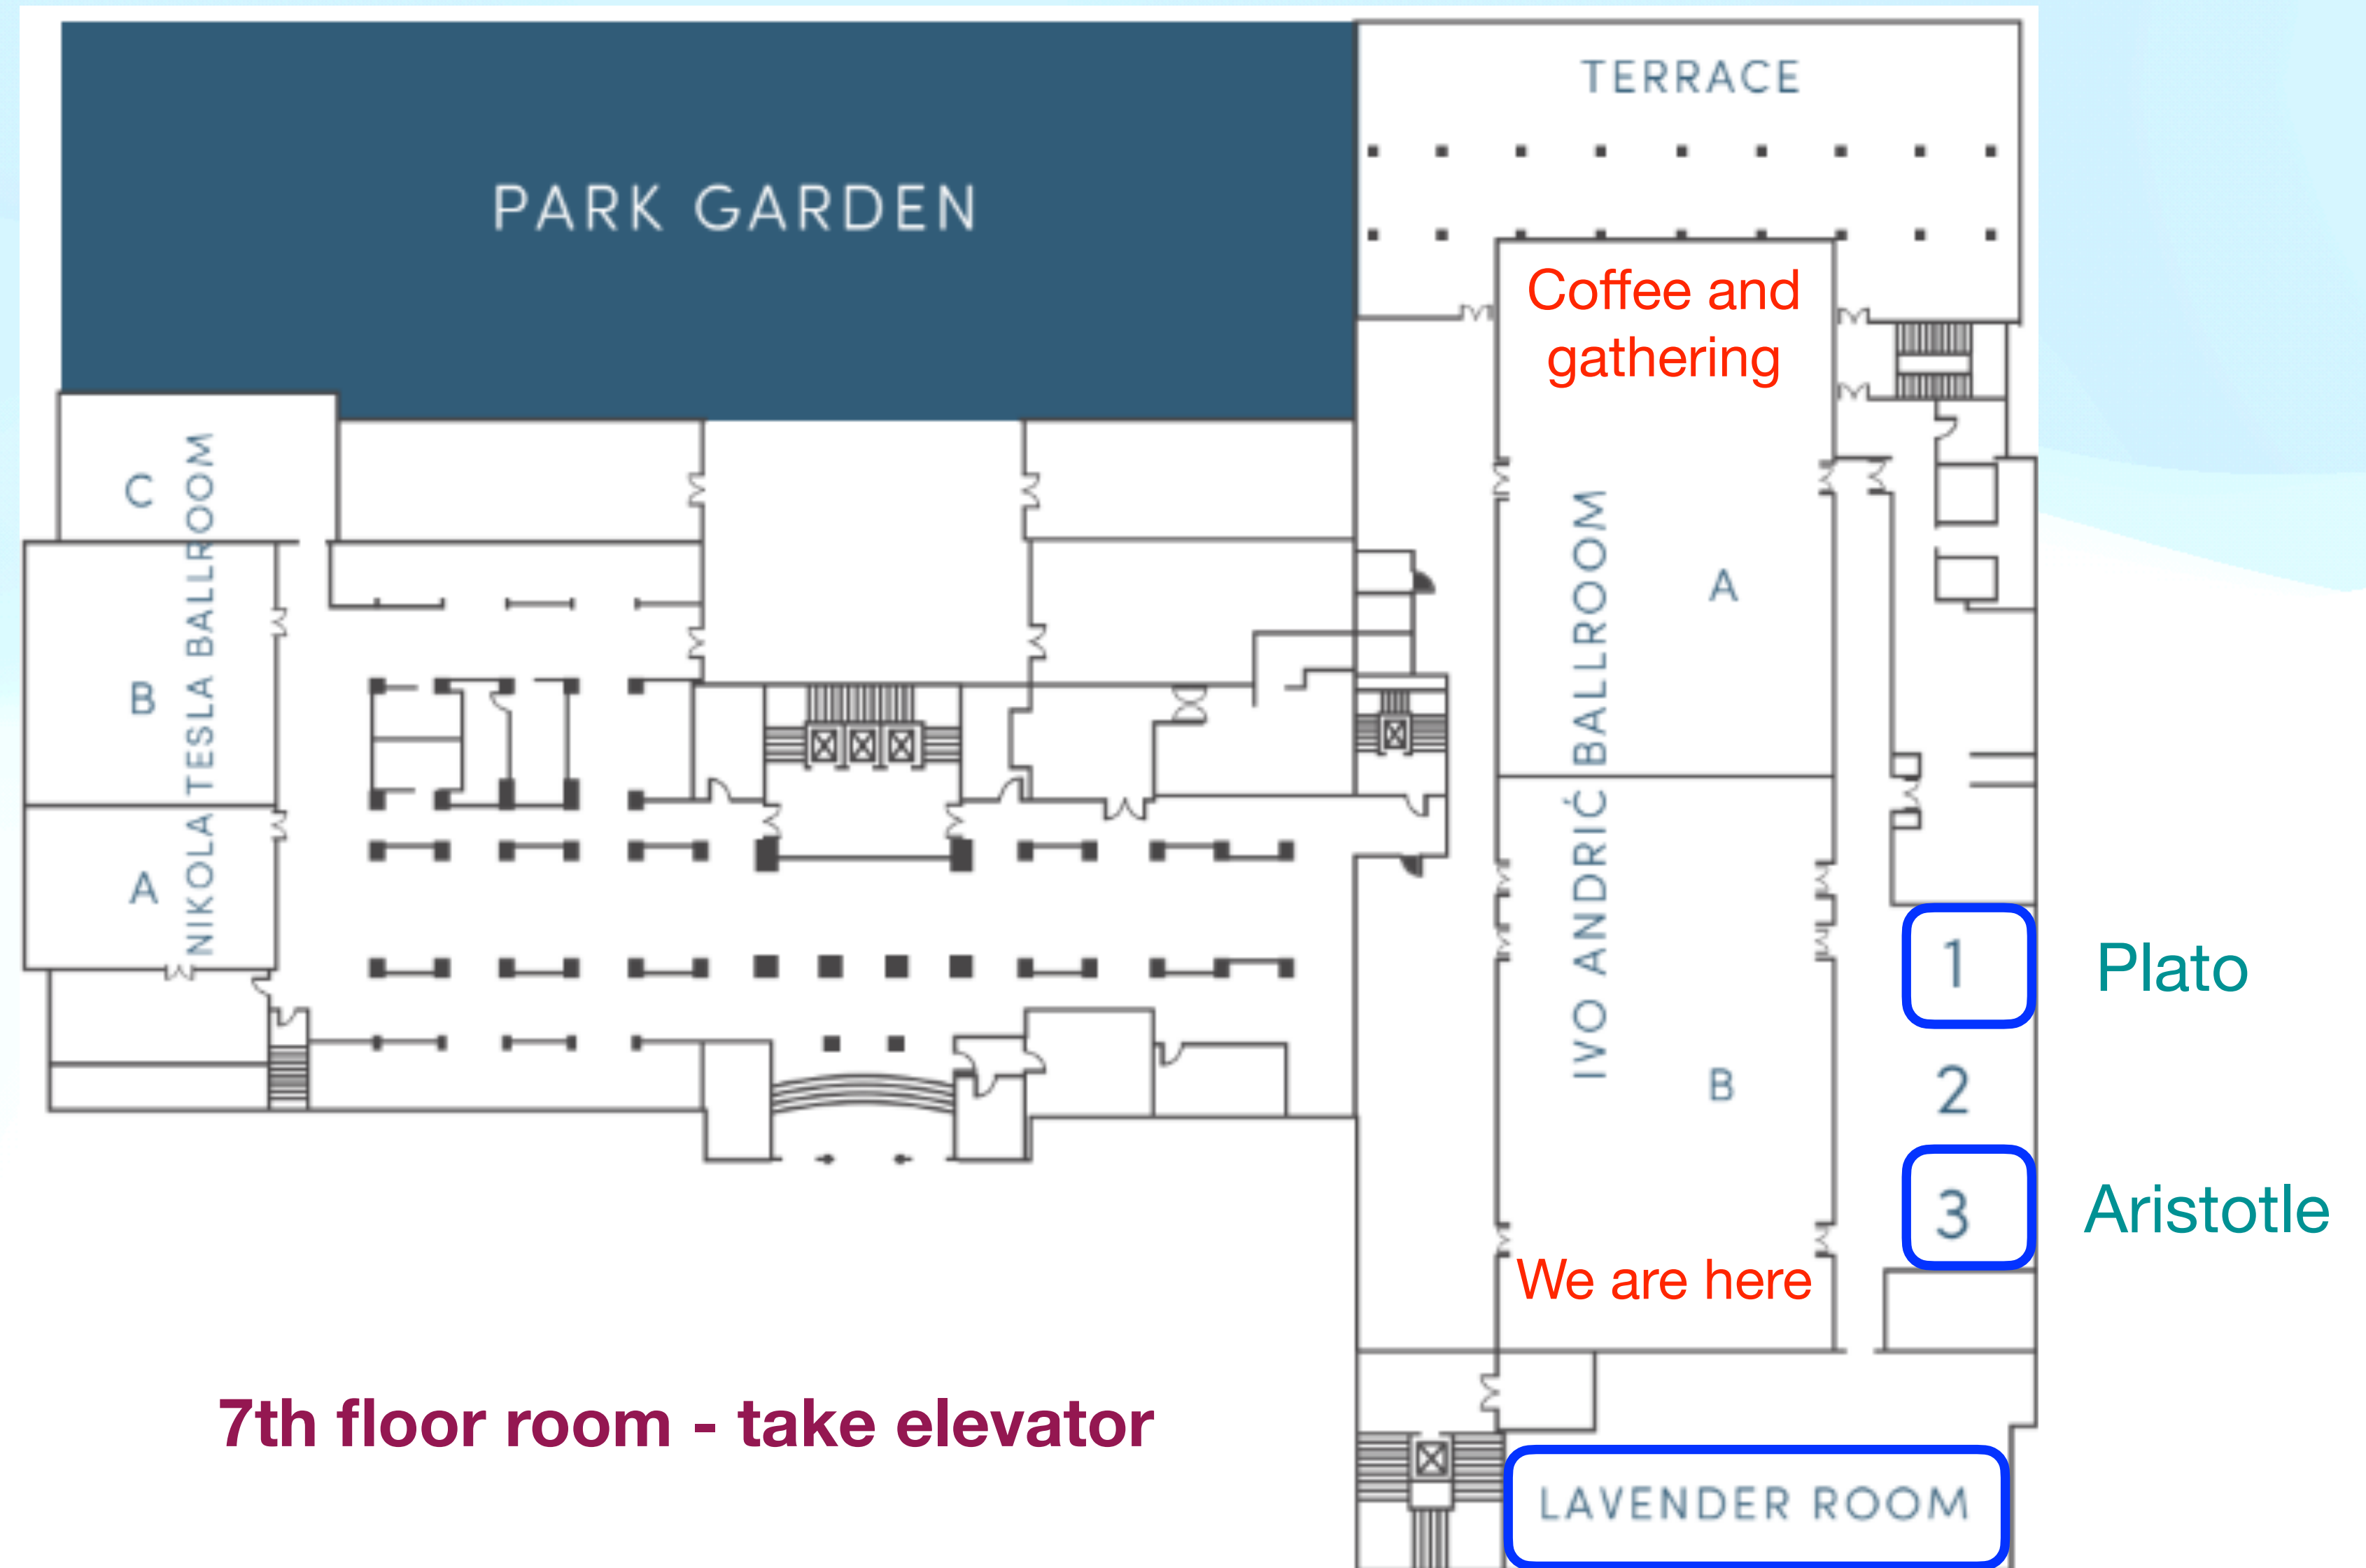 TERRACE
PARK GARDEN
Coffee and
gathering
C
B
A
NIKOLA TESLA BALLROOM
IVO ANDRIĆ BALLROOM
A
B
1
Plato
2
3
Aristotle
We are here
7th floor room - take elevator
LAVENDER ROOM